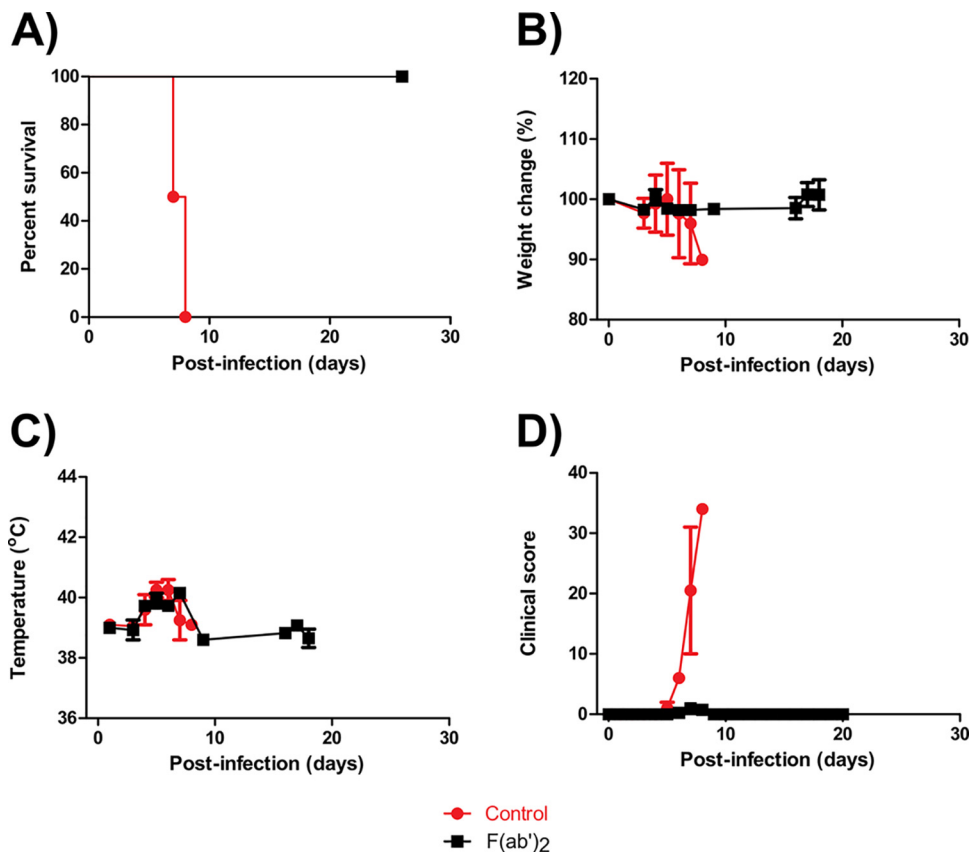 A)
B)
Percent survival
100
80
60
40
20
0
0 10 20 30
Post-infection (days)
Weight change (%)
120
110
100
90
80
0 10 20 30
Post-infection (days)
C)
D)
Temperature (°C)
44
42
40
38
36
0 10 20 30
Post-infection (days)
Clinical score
40
30
20
10
0
0 10 20 30
Post-infection (days)
Control
F(ab')2